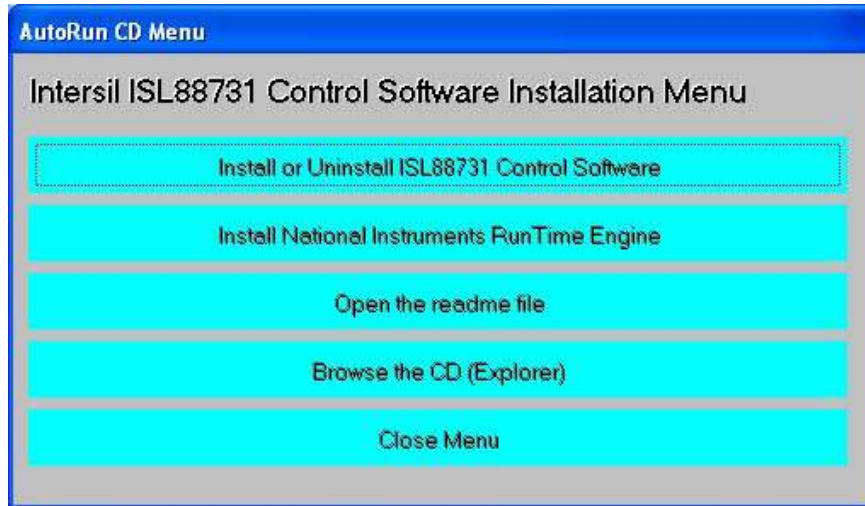 AutoRun CD Menu
Intersil ISL88731 Control Software Installation Menu
Install or Uninstall ISL88731 Control Software
Install National Instruments RunTime Engine
Open the readme file
Browse the CD (Explorer)
Close Menu